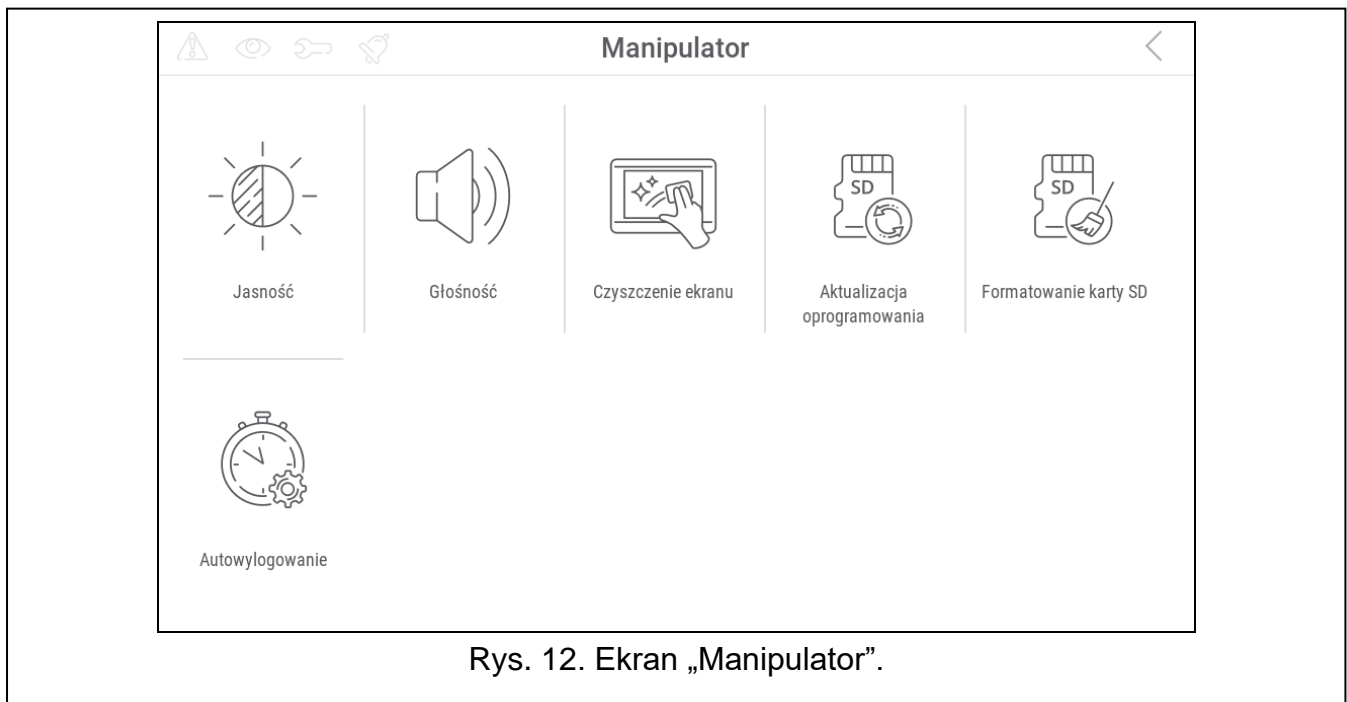 Manipulator
SD
SD
Jasność
Głośność
Czyszczenie ekranu
Aktualizacja
oprogramowania
Formatowanie karty SD
Autowylogowanie
Rys. 12. Ekran „Manipulator”.